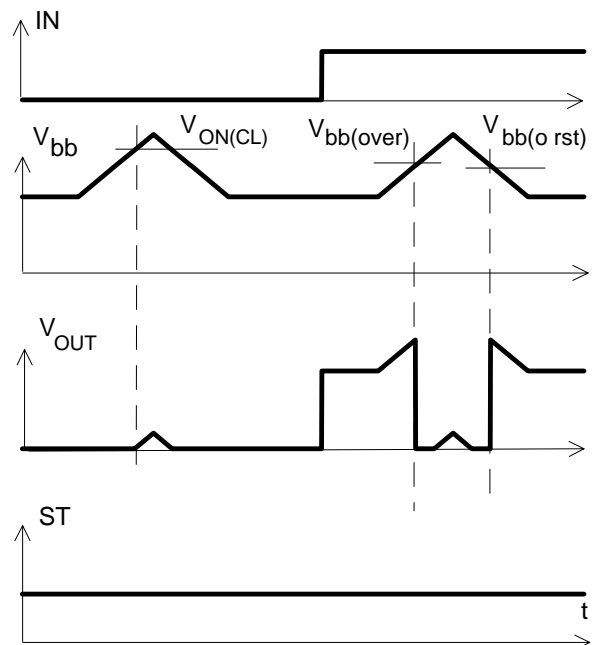 IN
V_bb
V_ON(CL)
V_bb(over)
V_bb(o rst)
V_OUT
ST
t